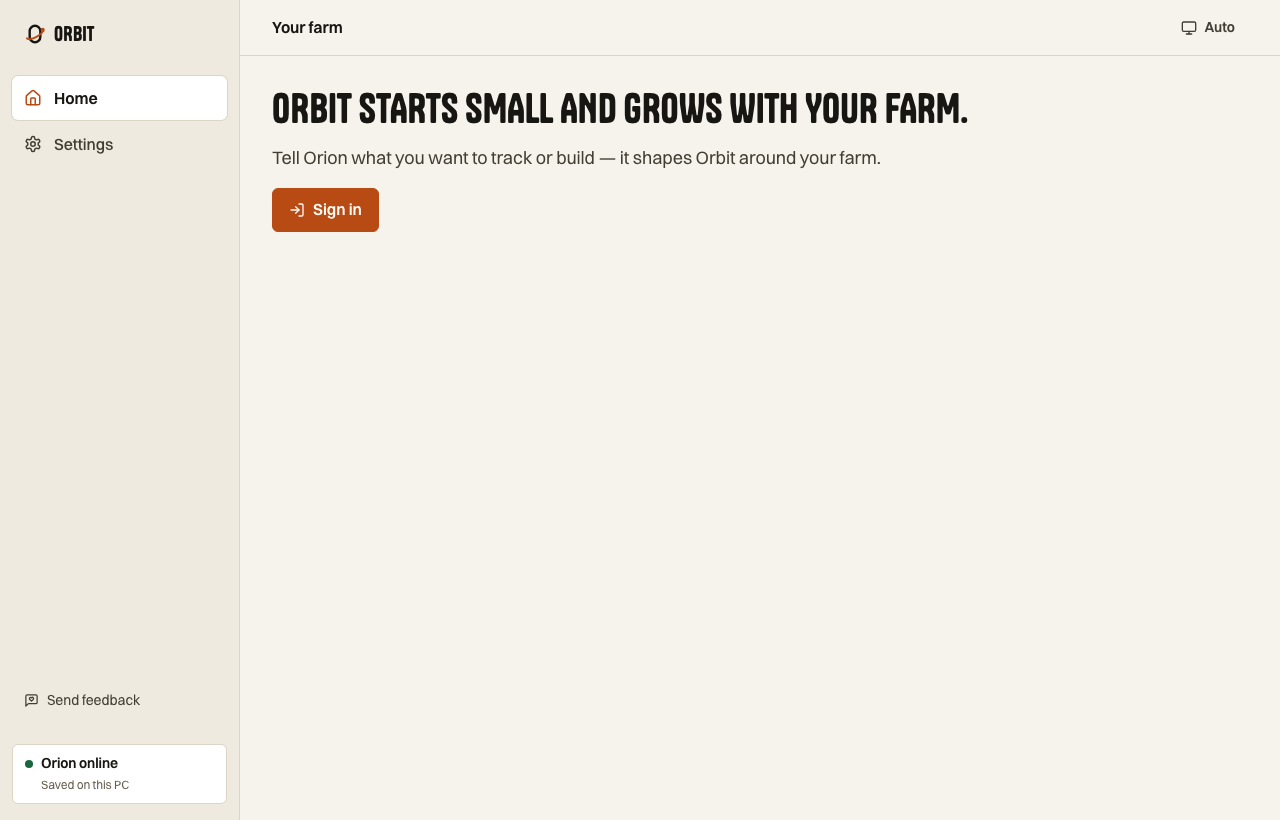 ORBIT
Home
Settings
Send feedback
Orion online
Saved on this PC
Your farm
Auto
ORBIT STARTS SMALL AND GROWS WITH YOUR FARM.
Tell Orion what you want to track or build — it shapes Orbit around your farm.
Sign in